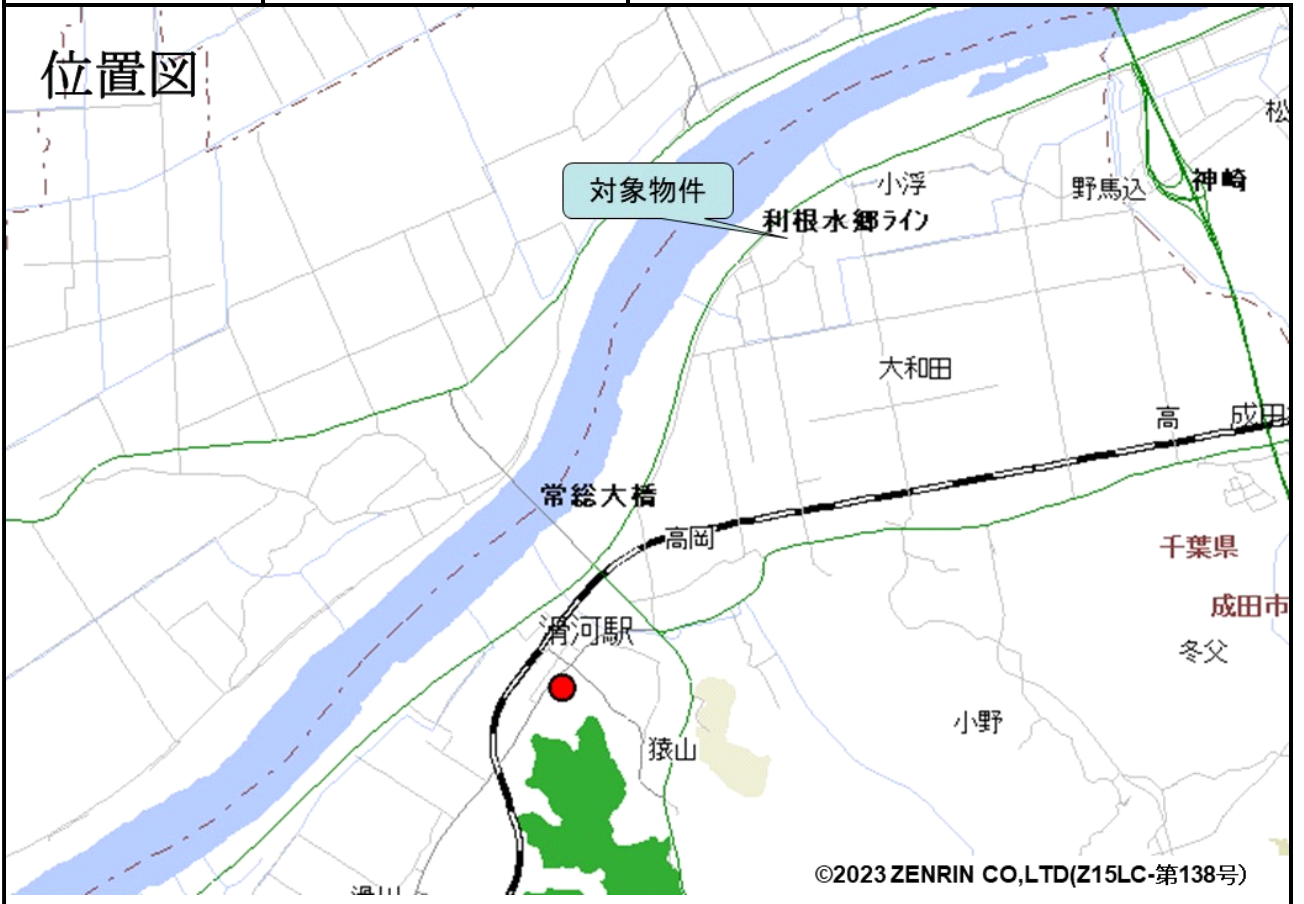 位置図
松
対象物件
小浮
野馬込
神崎
利根水郷ライン
大和田
高
成田
常総大橋
高岡
千葉県
成田市
滑河駅
冬父
小野
猿山
©2023 ZENRIN CO,LTD(Z15LC-第138号)